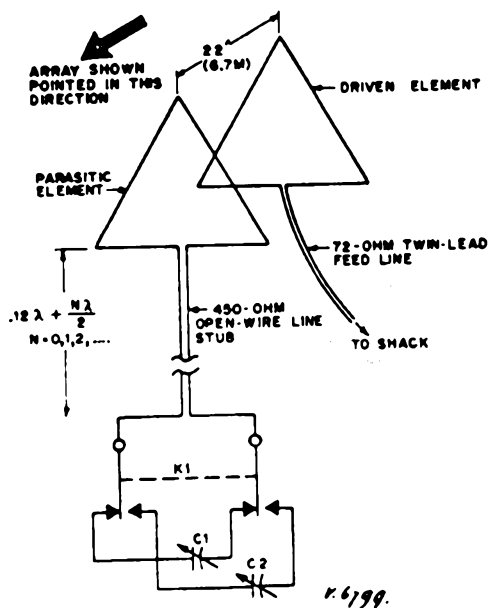 ARRAY SHOWN
POINTED IN THIS
DIRECTION
22'
(6.7M)
DRIVEN ELEMENT
PARASITIC
ELEMENT
72-OHM TWIN-LEAD
FEED LINE
.12λ + Nλ/2
N=0,1,2,....
450-OHM
OPEN-WIRE LINE
STUB
TO SHACK
K1
C1
C2